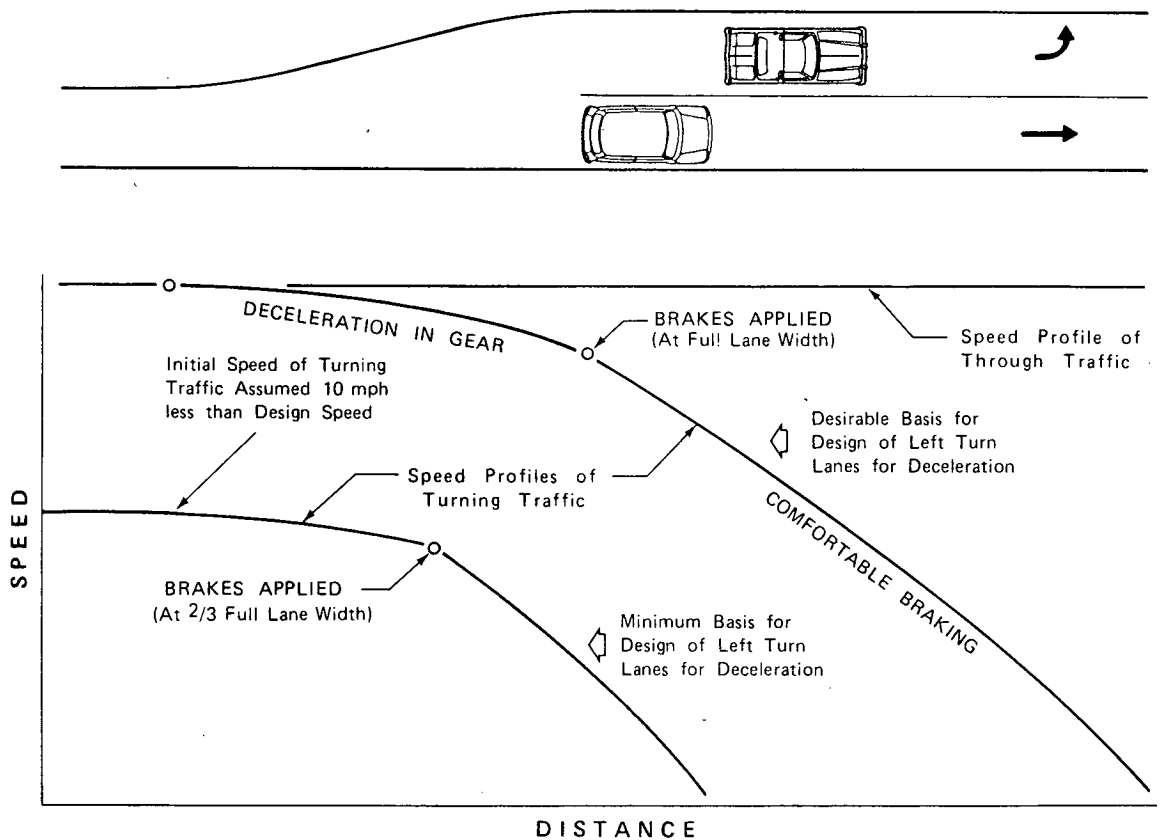 DECELERATION IN GEAR
BRAKES APPLIED
(At Full Lane Width)
Speed Profile of
Through Traffic
Initial Speed of Turning
Traffic Assumed 10 mph
less than Design Speed
Desirable Basis for
Design of Left Turn
Lanes for Deceleration
Speed Profiles of
Turning Traffic
COMFORTABLE BRAKING
SPEED
BRAKES APPLIED
(At 2/3 Full Lane Width)
Minimum Basis for
Design of Left Turn
Lanes for Deceleration
DISTANCE